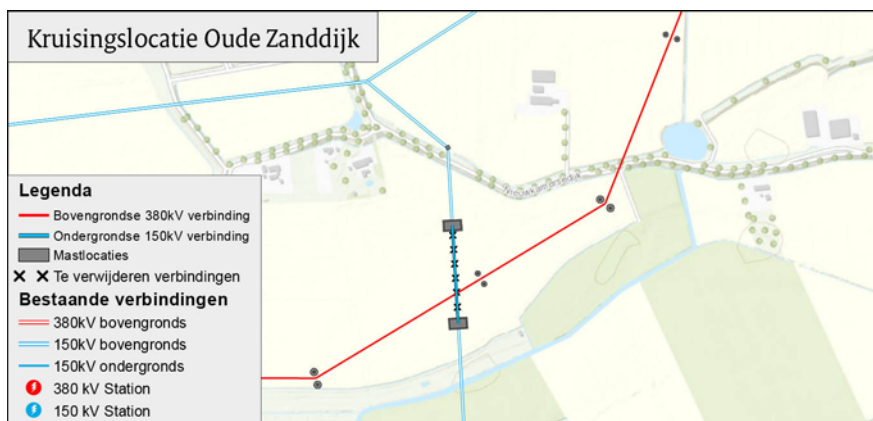 Kruisingslocatie Oude Zanddijk
Legenda
Bovengrondse 380kV verbinding
Ondergrondse 150kV verbinding
Mastlocaties
Te verwijderen verbindingen
Bestaande verbindingen
380kV bovengronds
150kV bovengronds
150kV ondergronds
380 kV Station
150 kV Station